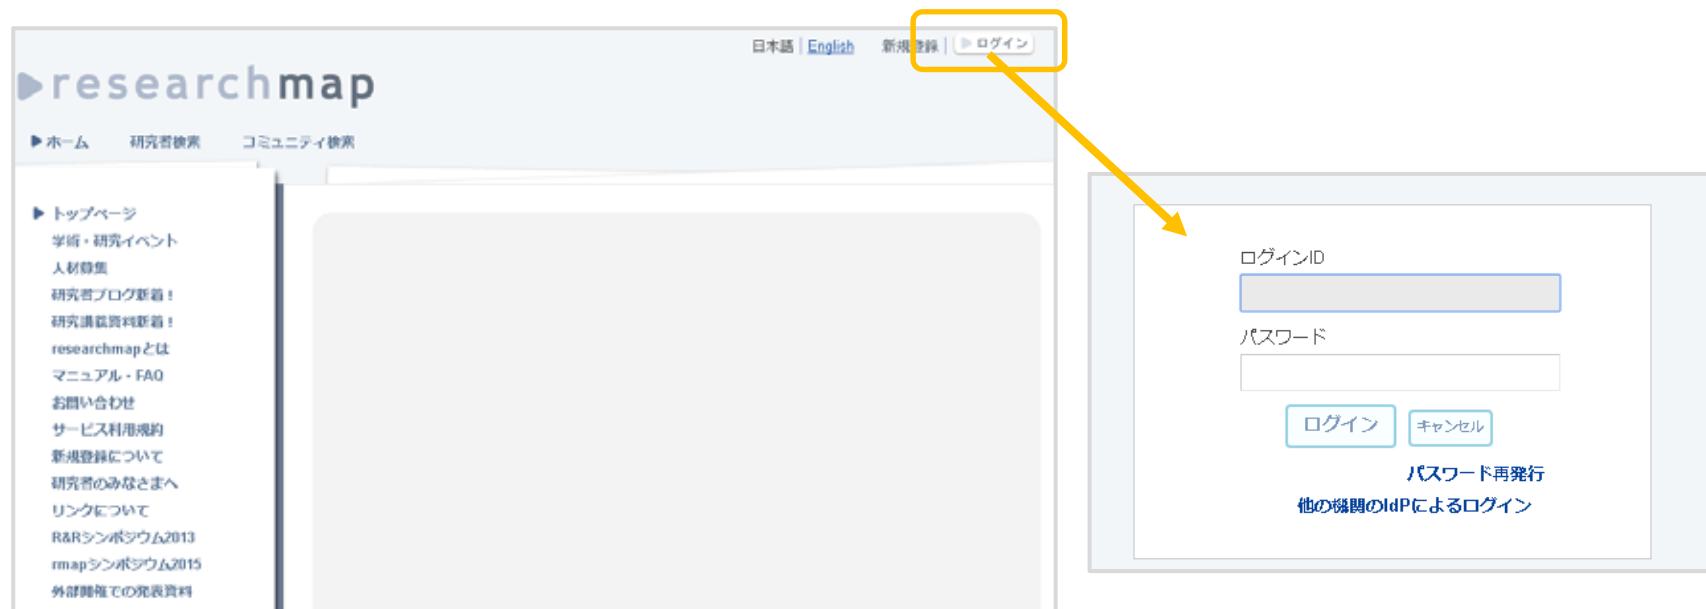 日本語 | English 新規登録 | ログイン
researchmap
ホーム 研究者検索 コミュニティ検索
トップページ
学術・研究イベント
人材募集
研究者ブログ新着！
研究講義資料新着！
researchmapとは
マニュアル・FAQ
お問い合わせ
サービス利用規約
新規登録について
研究者のみなさまへ
リンクについて
R&Rシンポジウム2013
rmapシンポジウム2015
外部開催での発表資料
ログインID
パスワード
ログイン キャンセル
パスワード再発行
他の機関のIdPによるログイン